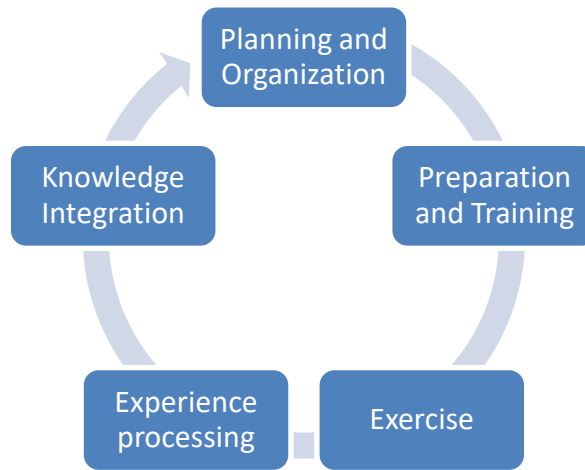 Planning and
Organization
Preparation
and Training
Exercise
Experience
processing
Knowledge
Integration